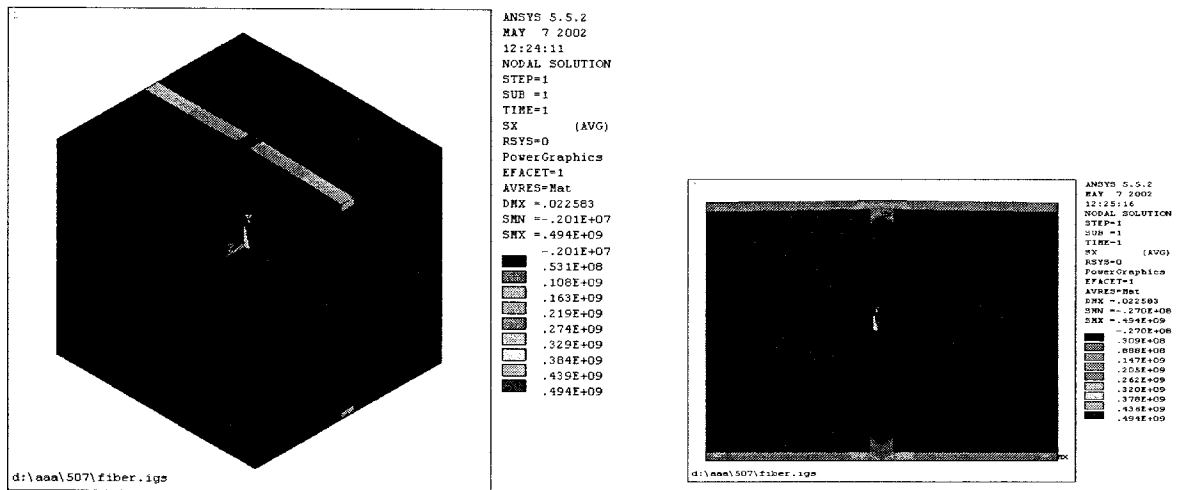 1
ANSYS 5.5.2
MAY 7 2002
12:24:11
NODAL SOLUTION
STEP=1
SUB =1
TIME=1
SX (AVG)
RSYS=0
PowerGraphics
EFACET=1
AVRES=Mat
DMX =.022583
SMN =-.201E+07
SMX =.494E+09
-.201E+07
.531E+08
.108E+09
.163E+09
.219E+09
.274E+09
.329E+09
.384E+09
.439E+09
.494E+09
d:\aaa\507\fiber.igs
ANSYS 5.5.2
MAY 7 2002
12:25:16
NODAL SOLUTION
STEP=1
SUB =1
TIME=1
SX (AVG)
RSYS=0
PowerGraphics
EFACET=1
AVRES=Mat
DMX =.022583
SMN =-.270E+08
SMX =.494E+09
-.270E+08
.309E+08
.888E+08
.147E+09
.205E+09
.262E+09
.320E+09
.378E+09
.436E+09
.494E+09
MX
d:\aaa\507\fiber.igs